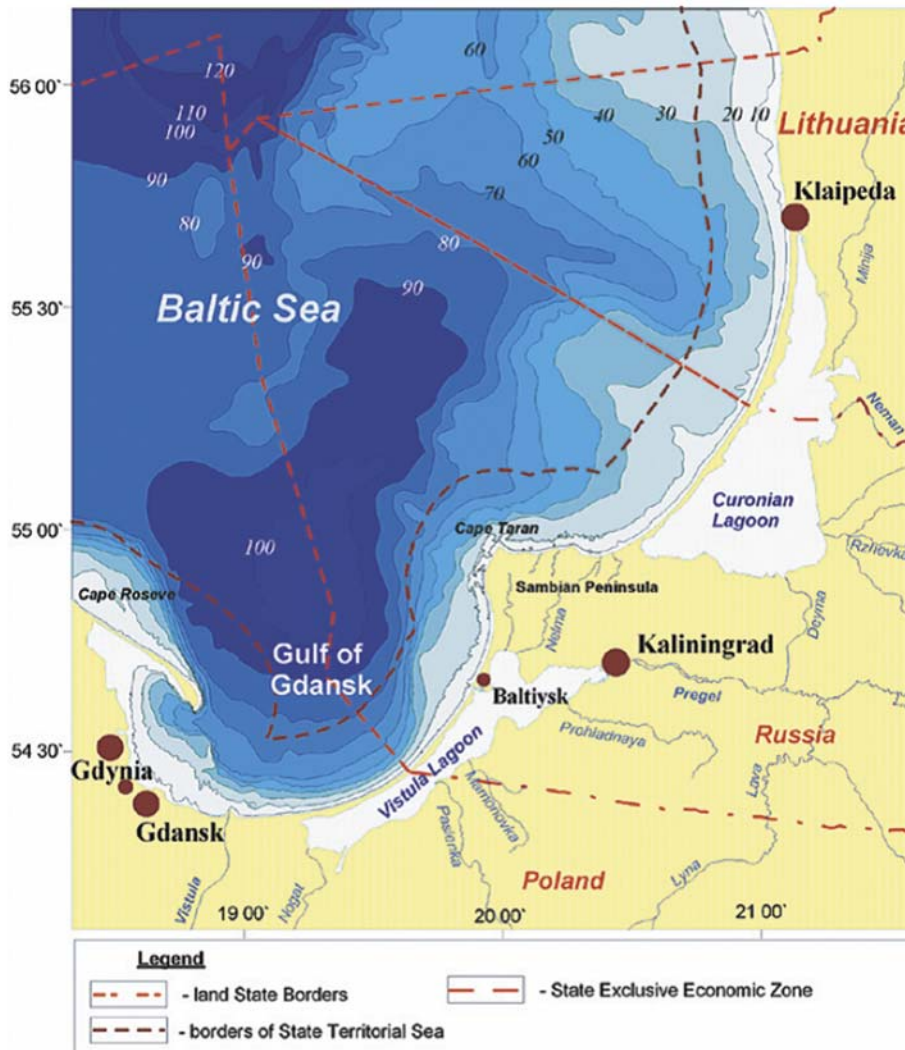 60
56 00'
120
110
100
50
40
30
20
10
Lithuania
60
90
70
Klaipeda
80
80
Minija
90
90
55 30'
Baltic Sea
Neman
Curonian
Lagoon
55 00'
Cape Taran
100
Rzhevka
Cape Roseve
Sambian Peninsula
Deyma
Nelma
Gulf of
Gdansk
Kaliningrad
Baltiysk
Pregel
Prohladnaya
Russia
54 30'
Gdynia
Vistula Lagoon
Mamonovka
Lava
Gdansk
Pasienka
Vistula
Nogat
Poland
Lyna
19 00'
20 00'
21 00'
Legend
- land State Borders
- State Exclusive Economic Zone
- borders of State Territorial Sea